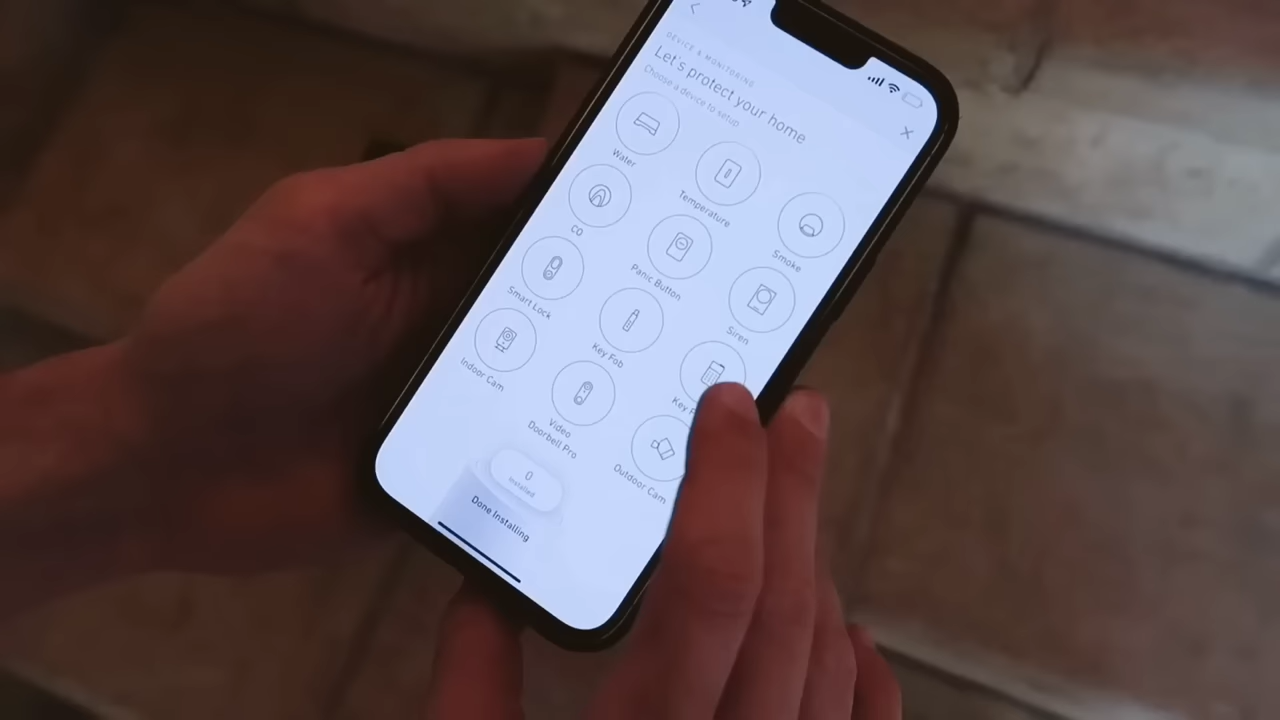 DEVICE & MONITORING
Let's protect your home
Choose a device to setup
Water
Temperature
Smoke
CO
Panic Button
Siren
Smart Lock
Key Fob
Key P
Indoor Cam
Video
Doorbell Pro
Outdoor Cam
0
Installed
Done Installing